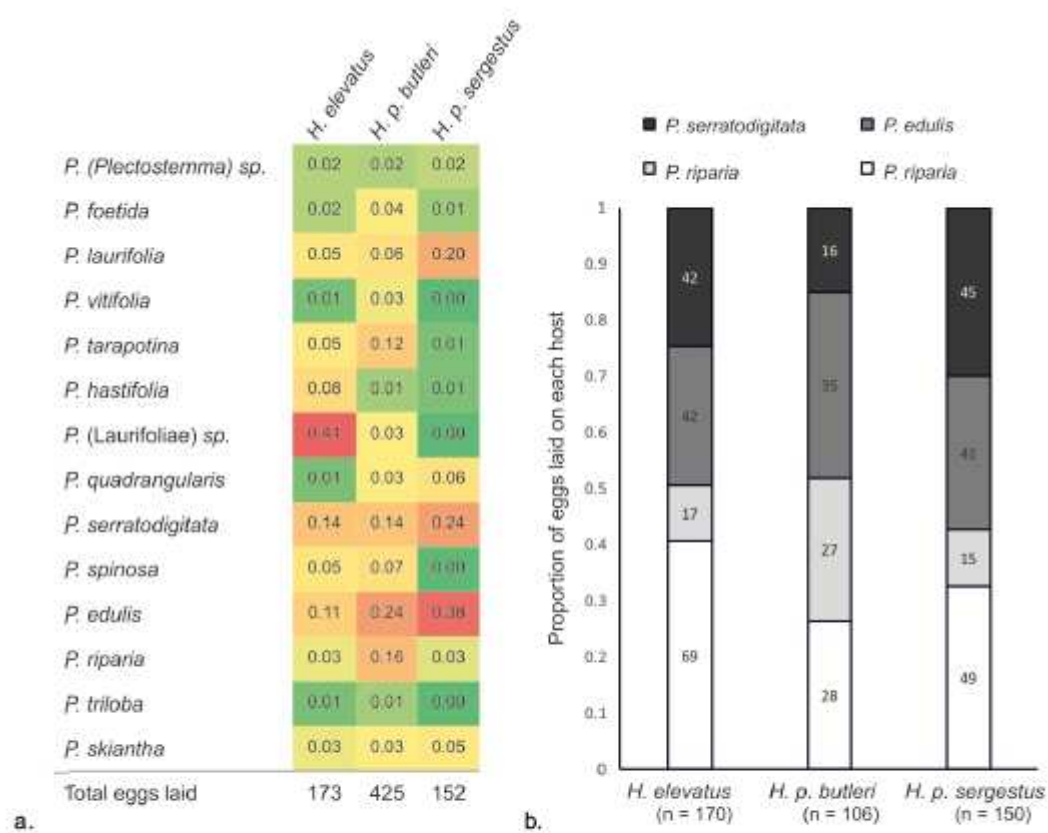 H. elevatus H. p. butleri H. p. sergestus
P. (Plectostemma) sp. 0.02 0.02 0.02
P. foetida 0.02 0.04 0.01
P. laurifolia 0.05 0.06 0.20
P. vitifolia 0.01 0.03 0.00
P. tarapotina 0.05 0.12 0.01
P. hastifolia 0.08 0.01 0.01
P. (Laurifoliae) sp. 0.41 0.03 0.00
P. quadrangularis 0.01 0.03 0.06
P. serratodigitata 0.14 0.14 0.24
P. spinosa 0.05 0.07 0.00
P. edulis 0.11 0.24 0.38
P. riparia 0.03 0.16 0.03
P. triloba 0.01 0.01 0.00
P. skiantha 0.03 0.03 0.05
Total eggs laid 173 425 152
a.
P. serratodigitata P. edulis
P. riparia P. riparia
Proportion of eggs laid on each host
1
0.9
0.8
0.7
0.6
0.5
0.4
0.3
0.2
0.1
0
42 16 45
42 35 41
17 27 15
69 28 49
H. elevatus H. p. butleri H. p. sergestus
(n = 170) (n = 106) (n = 150)
b.